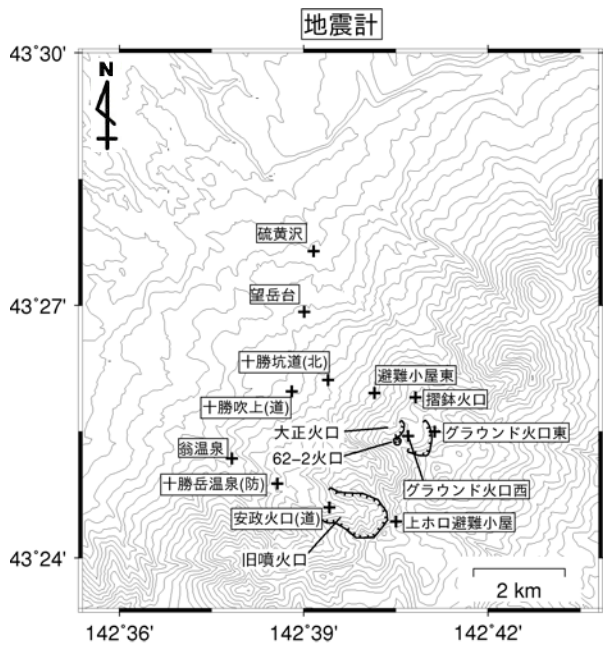 地震計
43°30'
N
硫黄沢
43°27'
望岳台
十勝坑道(北)
避難小屋東
摺鉢火口
十勝吹上(道)
大正火口
グラウンド火口東
62-2火口
翁温泉
十勝岳温泉(防)
グラウンド火口西
安政火口(道)
上ホロ避難小屋
旧噴火口
43°24'
2 km
142°36'
142°39'
142°42'